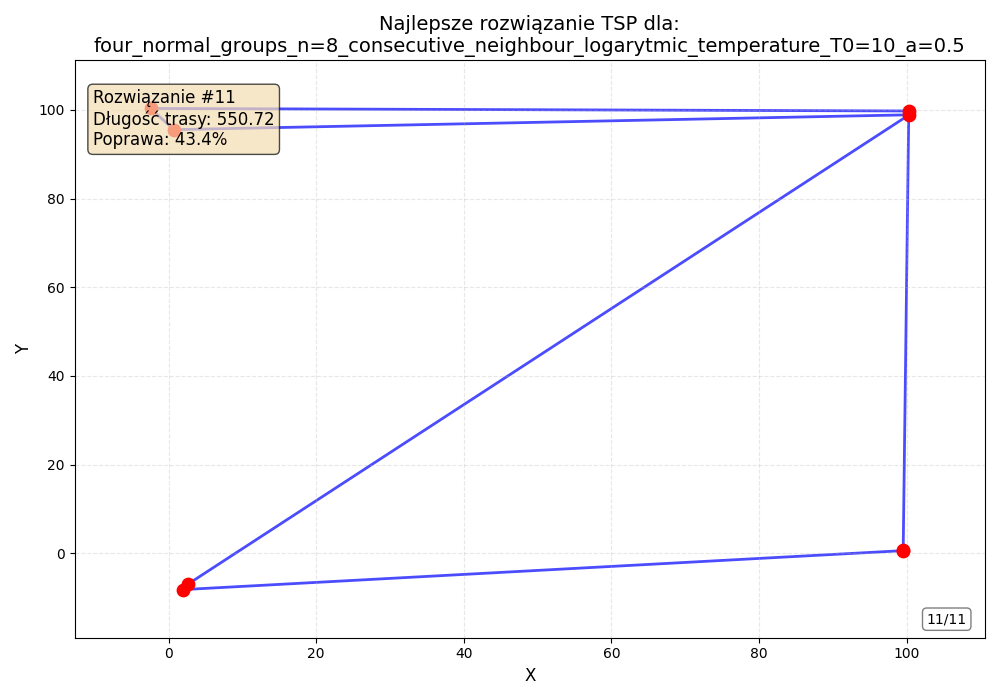 Najlepsze rozwiązanie TSP dla:
four_normal_groups_n=8_consecutive_neighbour_logarytmic_temperature_T0=10_a=0.5
Rozwiązanie #11
Długość trasy: 550.72
Poprawa: 43.4%
100
80
60
40
20
0
Y
11/11
0 20 40 60 80 100
X